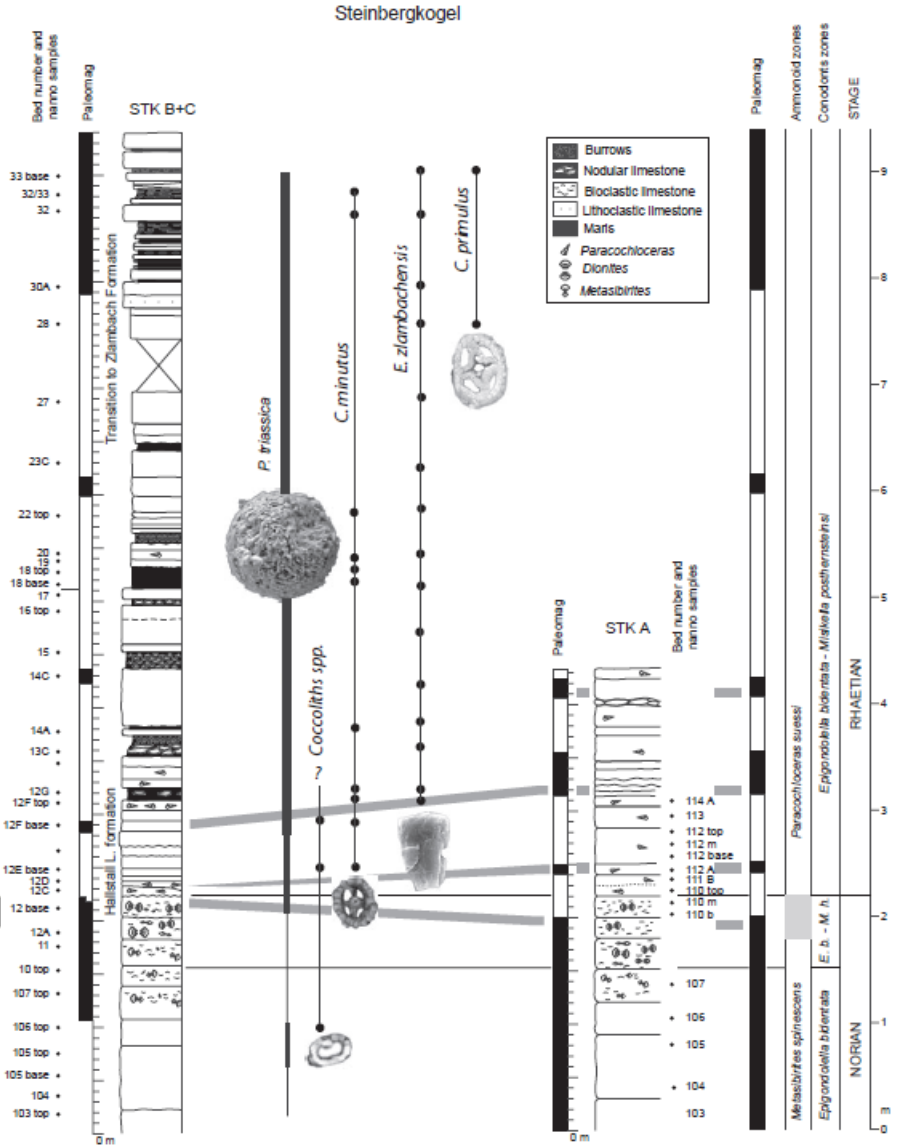 Steinbergkogel
Bed number and
nanno samples
Paleomag
STK B+C
33 base
32/33
32
30A
28
27
23C
22 top
20
19
18 top
18 base
17
16 top
15
14C
14A
13C
12G
12F top
12F base
12E base
12D
12C
12 base
12A
11
10 top
107 top
106 top
105 top
105 base
104
103 top
0 m
Transition to Zlambach Formation
Hallstall L. formation
P. triassica
? Coccoliths spp.
C. minutus
E. zlambachensis
C. primulus
Burrows
Nodular limestone
Bioclastic limestone
Lithoclastic limestone
Marls
Paracochloceras
Dionites
Metasibirites
Paleomag
STK A
Bed number and
nanno samples
114 A
113
112 top
112 m
112 base
112 A
111 B
110 top
110 m
110 b
107
106
105
104
103
0 m
Paleomag
Ammonoid zones
Conodonts zones
STAGE
Paracochloceras suessi
Metasibirites spinescens
Epigondolella bidentata - Misikella posthernsteinsi
E. b. - M. h.
Epigondolella bidentata
RHAETIAN
NORIAN
9
8
7
6
5
4
3
2
1
m
0